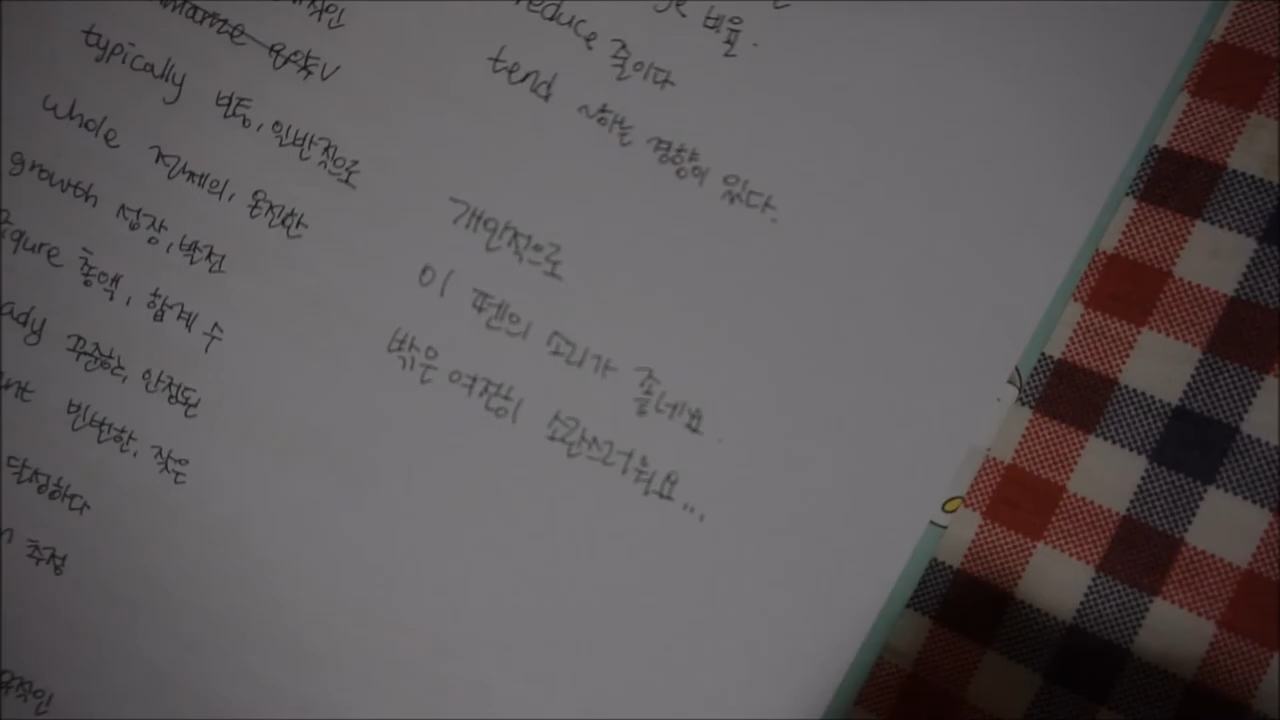 typically 보통, 일반적으로
whole 전체의, 온전한
growth 성장, 발전
총액, 합계 수
꾸준한, 안정된
빈번한, 잦은
달성하다
추정
비율.
reduce 줄이다
tend ~하는 경향이 있다.
개인적으로
이 펜의 소리가 좋네요.
밖은 여전히 소란스러워요...